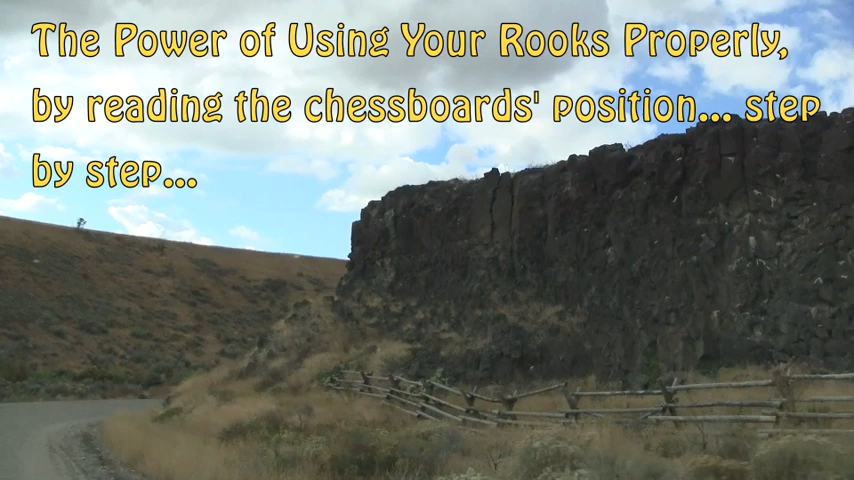 The Power of Using Your Rooks Properly,
by reading the chessboards' position... step
by step...